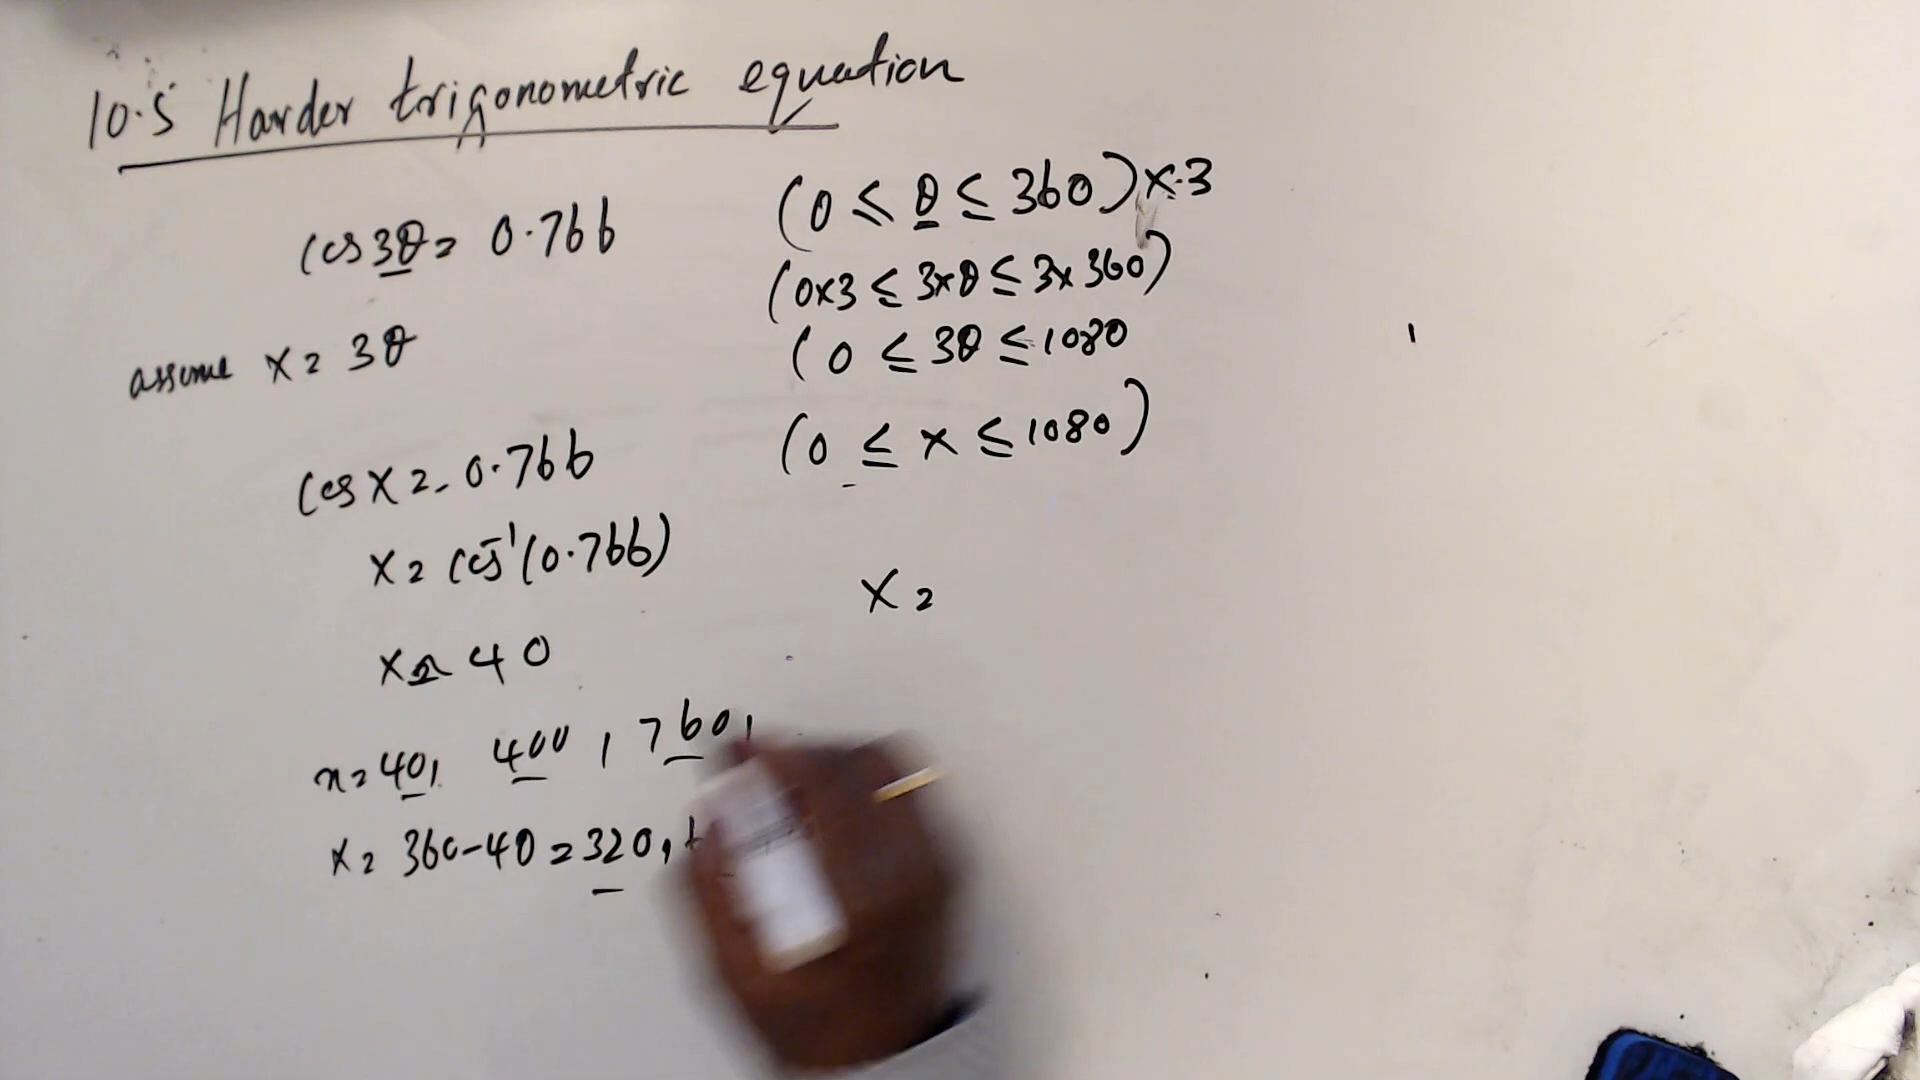 10.5 Harder trigonometric equation
cos 3θ = 0.766
(0 ≤ θ ≤ 360) × 3
(0×3 ≤ 3×θ ≤ 3×360)
assume x = 3θ
(0 ≤ 3θ ≤ 1080
cos x = 0.766
(0 ≤ x ≤ 1080)
x = cos⁻¹(0.766)
x =
x = 40
x = 40, 400, 760,
x = 360-40 = 320,